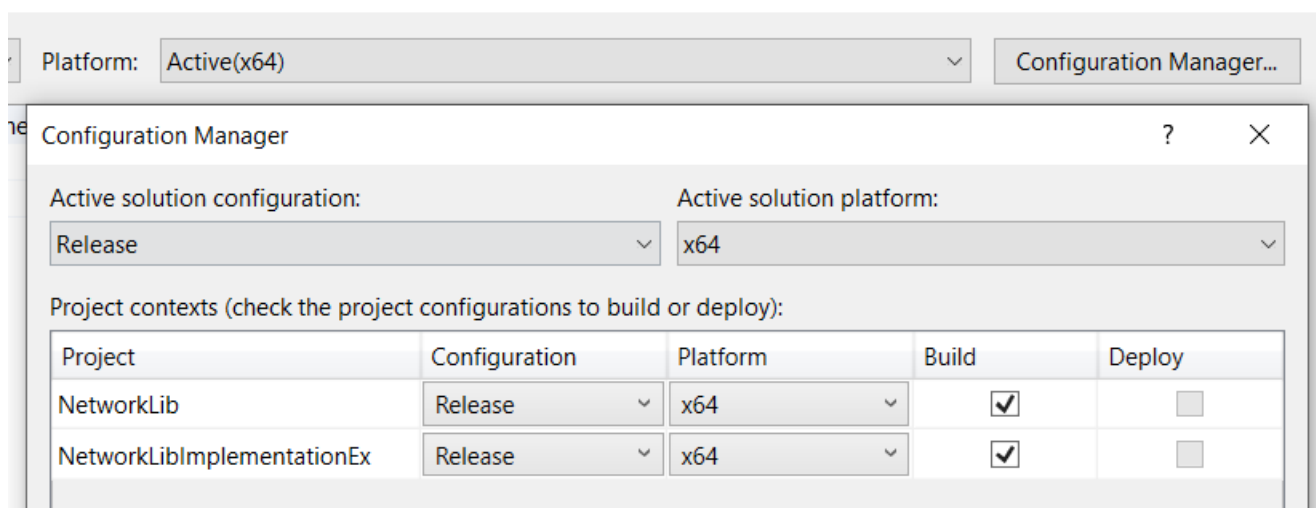 Platform: Active(x64) Configuration Manager...
ne
Configuration Manager ? ×
Active solution configuration: Active solution platform:
Release x64
Project contexts (check the project configurations to build or deploy):
Project Configuration Platform Build Deploy
NetworkLib Release x64
NetworkLibImplementationEx Release x64